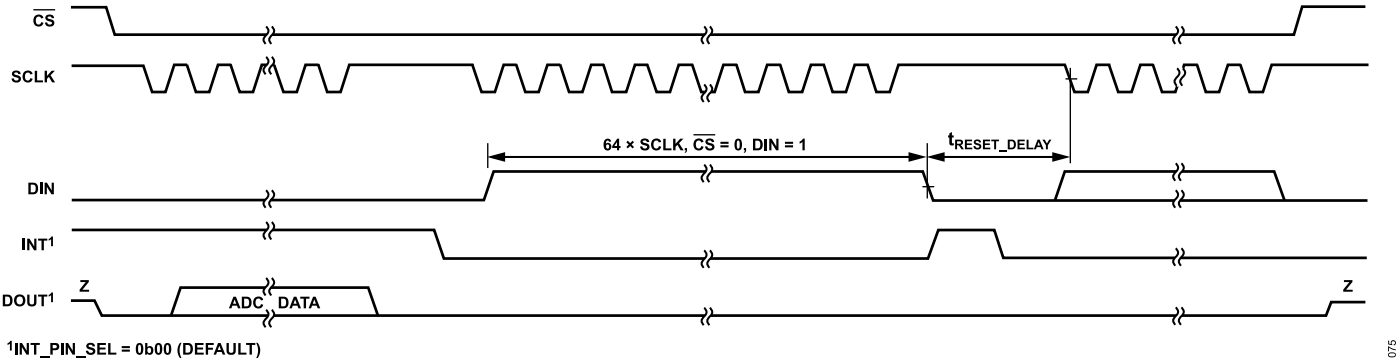 CS
SCLK
64 × SCLK, CS = 0, DIN = 1
tRESET_DELAY
DIN
INT1
Z
Z
DOUT1
ADC DATA
1INT_PIN_SEL = 0b00 (DEFAULT)
075